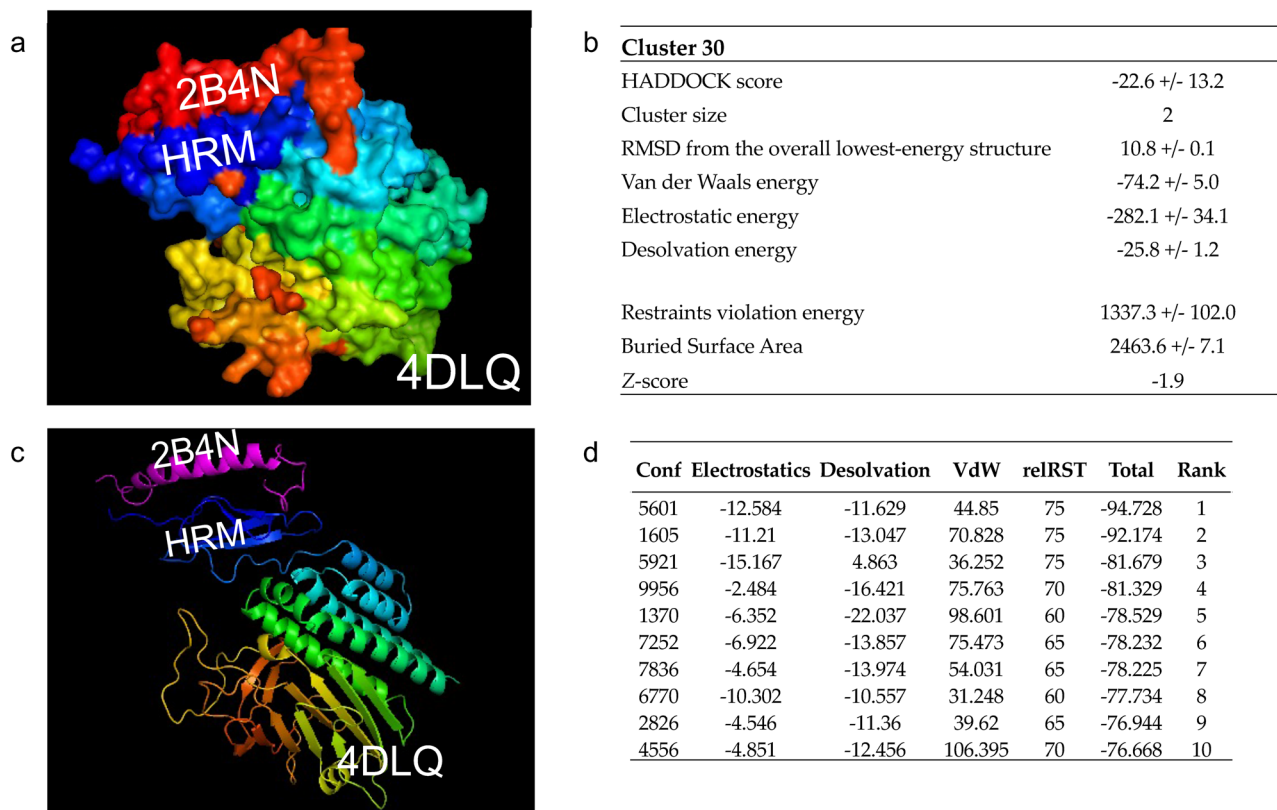 a
2B4N
HRM
4DLQ
b
Cluster 30
HADDOCK score -22.6 +/- 13.2
Cluster size 2
RMSD from the overall lowest-energy structure 10.8 +/- 0.1
Van der Waals energy -74.2 +/- 5.0
Electrostatic energy -282.1 +/- 34.1
Desolvation energy -25.8 +/- 1.2
Restraints violation energy 1337.3 +/- 102.0
Buried Surface Area 2463.6 +/- 7.1
Z-score -1.9
c
2B4N
HRM
4DLQ
d
Conf Electrostatics Desolvation VdW relRST Total Rank
5601 -12.584 -11.629 44.85 75 -94.728 1
1605 -11.21 -13.047 70.828 75 -92.174 2
5921 -15.167 4.863 36.252 75 -81.679 3
9956 -2.484 -16.421 75.763 70 -81.329 4
1370 -6.352 -22.037 98.601 60 -78.529 5
7252 -6.922 -13.857 75.473 65 -78.232 6
7836 -4.654 -13.974 54.031 65 -78.225 7
6770 -10.302 -10.557 31.248 60 -77.734 8
2826 -4.546 -11.36 39.62 65 -76.944 9
4556 -4.851 -12.456 106.395 70 -76.668 10